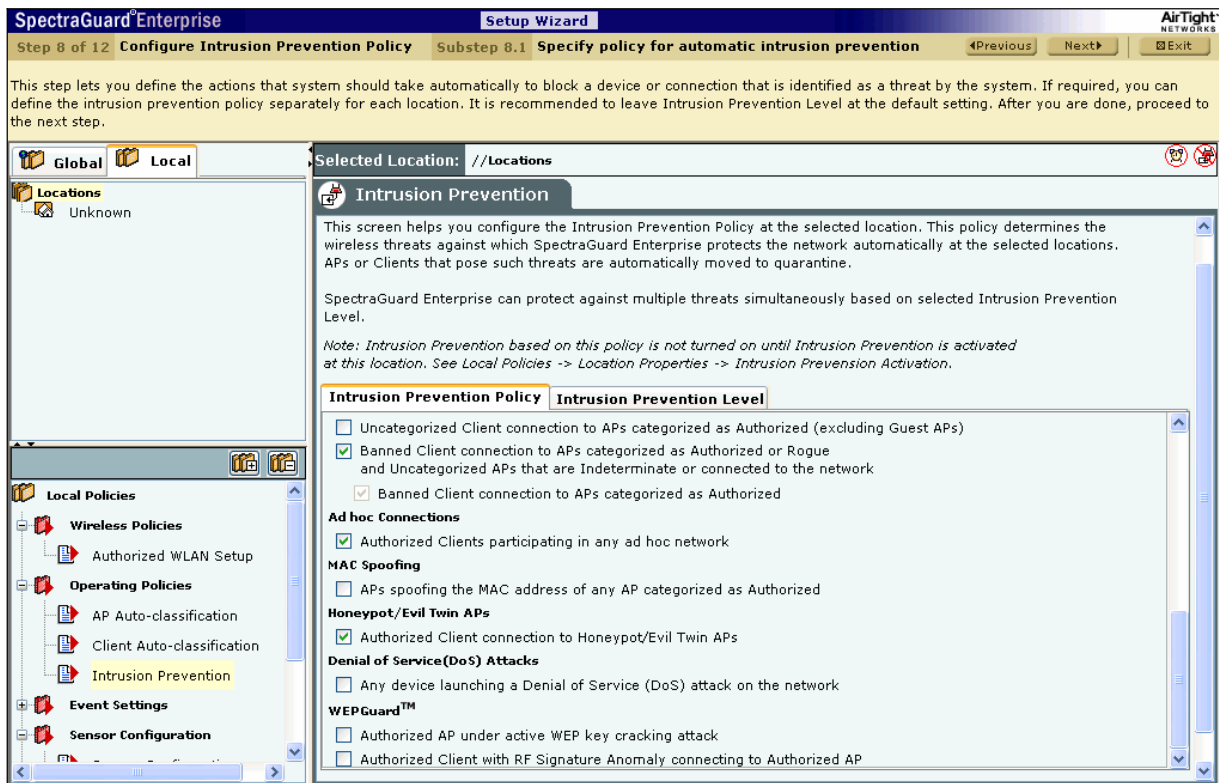 SpectraGuard® Enterprise
Setup Wizard
AirTight
NETWORKS
Step 8 of 12 Configure Intrusion Prevention Policy Substep 8.1 Specify policy for automatic intrusion prevention
Previous
Next
Exit
This step lets you define the actions that system should take automatically to block a device or connection that is identified as a threat by the system. If required, you can
define the intrusion prevention policy separately for each location. It is recommended to leave Intrusion Prevention Level at the default setting. After you are done, proceed to
the next step.
Global
Local
Locations
Unknown
Selected Location: //Locations
Intrusion Prevention
This screen helps you configure the Intrusion Prevention Policy at the selected location. This policy determines the
wireless threats against which SpectraGuard Enterprise protects the network automatically at the selected locations.
APs or Clients that pose such threats are automatically moved to quarantine.
SpectraGuard Enterprise can protect against multiple threats simultaneously based on selected Intrusion Prevention
Level.
Note: Intrusion Prevention based on this policy is not turned on until Intrusion Prevention is activated
at this location. See Local Policies -> Location Properties -> Intrusion Prevension Activation.
Intrusion Prevention Policy
Intrusion Prevention Level
Uncategorized Client connection to APs categorized as Authorized (excluding Guest APs)
Banned Client connection to APs categorized as Authorized or Rogue
and Uncategorized APs that are Indeterminate or connected to the network
Banned Client connection to APs categorized as Authorized
Ad hoc Connections
Authorized Clients participating in any ad hoc network
MAC Spoofing
APs spoofing the MAC address of any AP categorized as Authorized
Honeypot/Evil Twin APs
Authorized Client connection to Honeypot/Evil Twin APs
Denial of Service(DoS) Attacks
Any device launching a Denial of Service (DoS) attack on the network
WEPGuard™
Authorized AP under active WEP key cracking attack
Authorized Client with RF Signature Anomaly connecting to Authorized AP
Local Policies
Wireless Policies
Authorized WLAN Setup
Operating Policies
AP Auto-classification
Client Auto-classification
Intrusion Prevention
Event Settings
Sensor Configuration